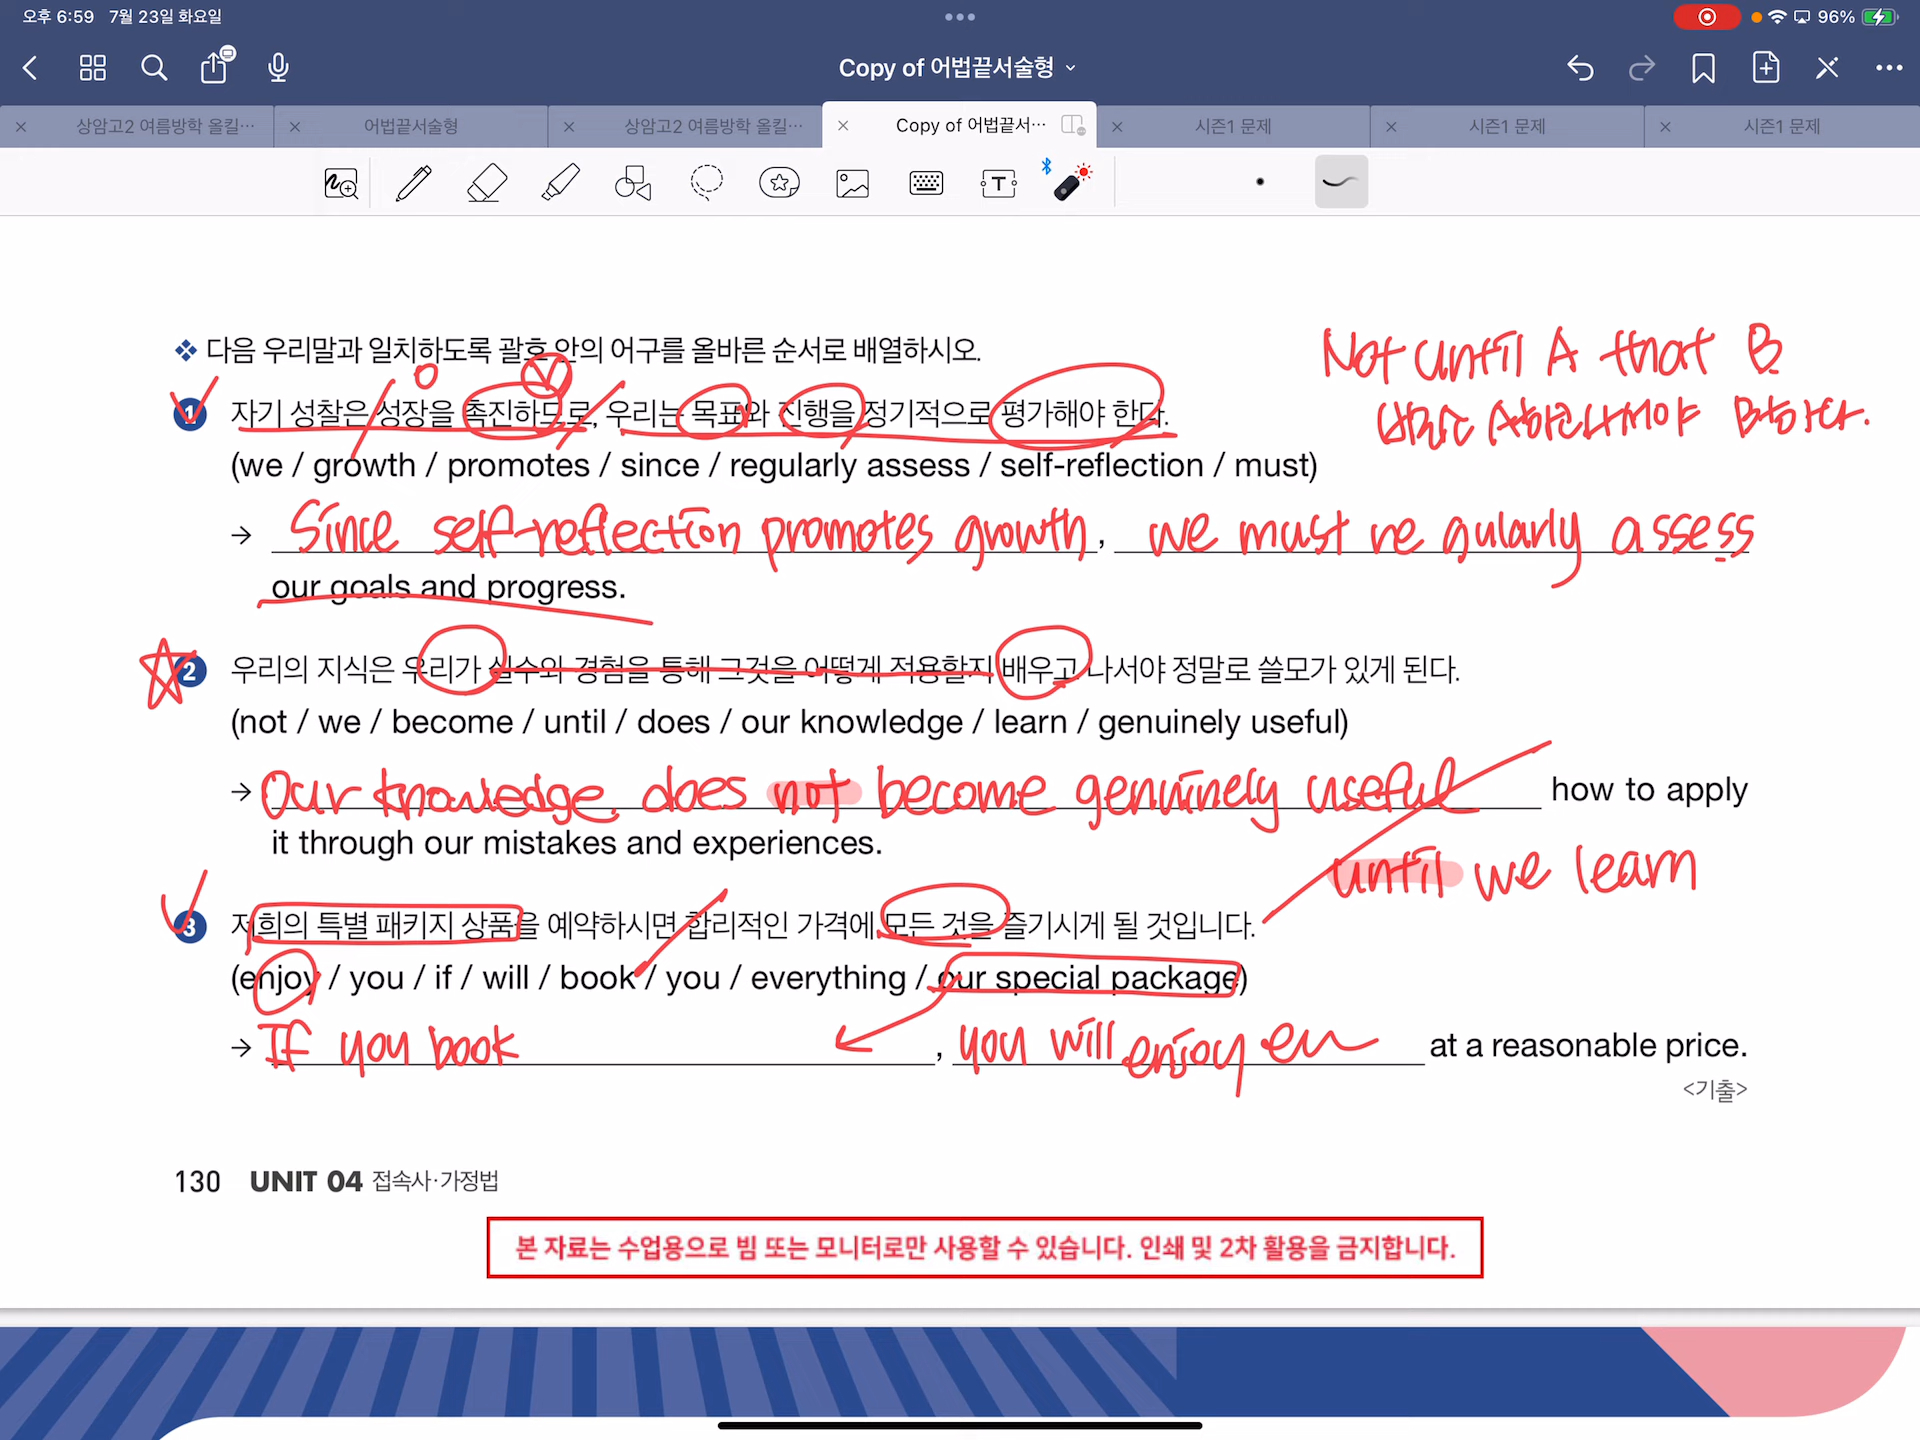 오후 6:59 7월 23일 화요일
96%
Copy of 어법끝서술형
상암고2 여름방학 올킬…
어법끝서술형
상암고2 여름방학 올킬…
Copy of 어법끝서…
시즌1 문제
시즌1 문제
시즌1 문제
다음 우리말과 일치하도록 괄호 안의 어구를 올바른 순서로 배열하시오.
Not until A that B
A하고나서야 B하다.
1 자기 성찰은 성장을 촉진하므로, 우리는 목표와 진행을 정기적으로 평가해야 한다.
(we / growth / promotes / since / regularly assess / self-reflection / must)
→ Since self-reflection promotes growth, we must regularly assess
our goals and progress.
2 우리의 지식은 우리가 실수와 경험을 통해 그것을 어떻게 적용할지 배우고 나서야 정말로 쓸모가 있게 된다.
(not / we / become / until / does / our knowledge / learn / genuinely useful)
→ Our knowledge does not become genuinely useful how to apply
it through our mistakes and experiences.
until we learn
3 저희의 특별 패키지 상품을 예약하시면 합리적인 가격에 모든 것을 즐기시게 될 것입니다.
(enjoy / you / if / will / book / you / everything / our special package)
→ If you book , you will enjoy at a reasonable price.
<기출>
130 UNIT 04 접속사·가정법
본 자료는 수업용으로 빔 또는 모니터로만 사용할 수 있습니다. 인쇄 및 2차 활용을 금지합니다.